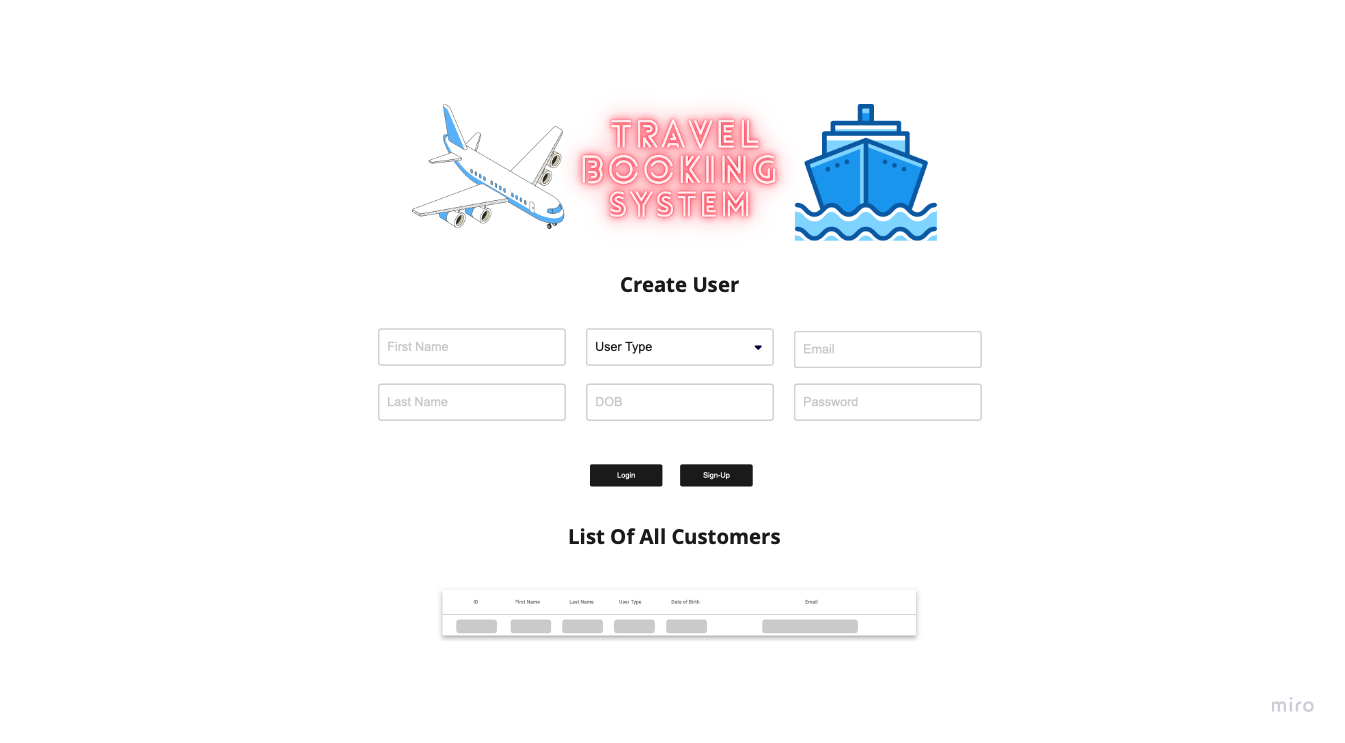 TRAVEL
BOOKING
SYSTEM
Create User
First Name
User Type
Email
Last Name
DOB
Password
Login
Sign-Up
List Of All Customers
ID First Name Last Name User Type Date of Birth Email
miro